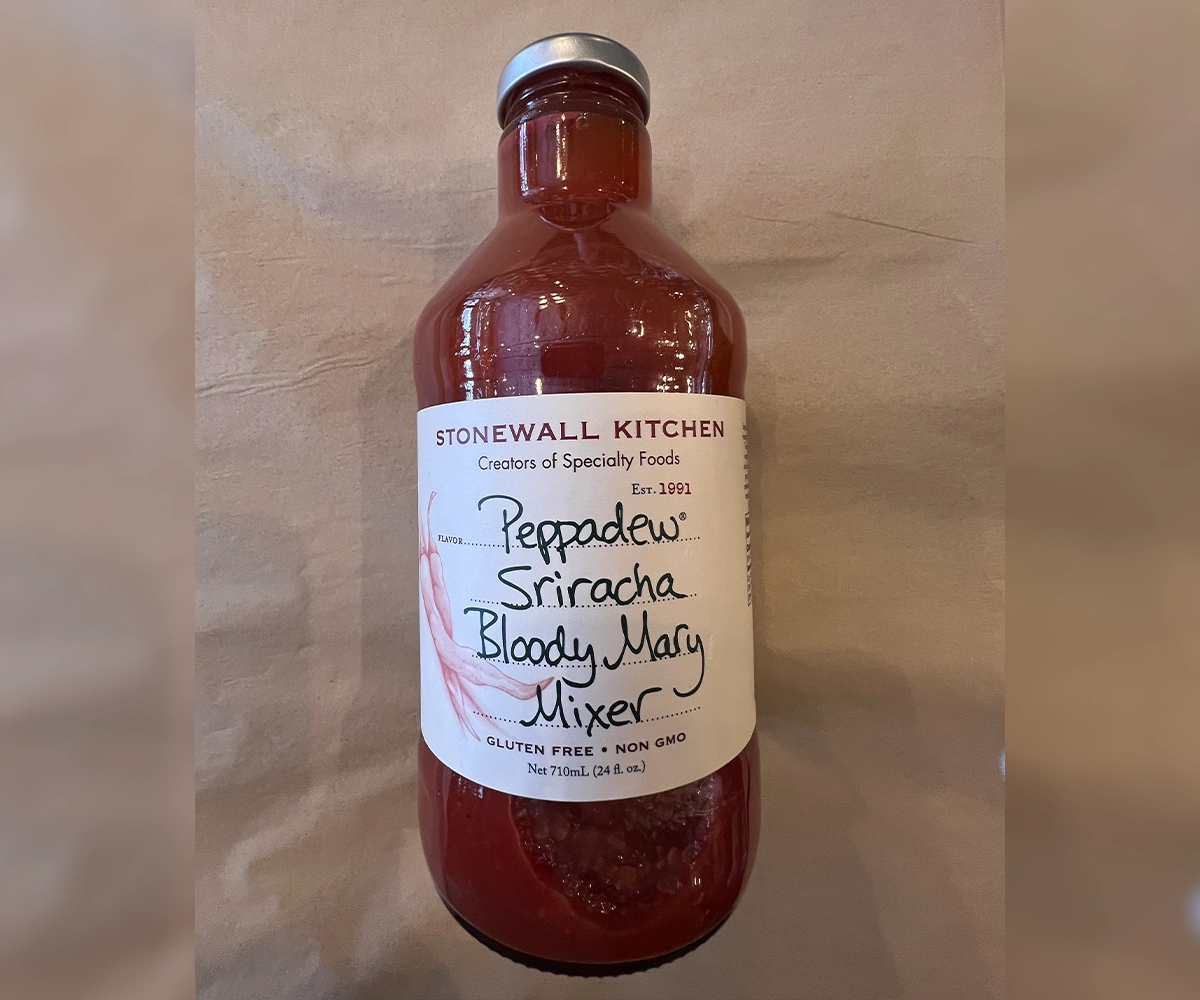 STONEWALL KITCHEN
Creators of Specialty Foods
EST. 1991
FLAVOR Peppadew®
Sriracha
Bloody Mary
Mixer
GLUTEN FREE • NON GMO
Net 710mL (24 fl. oz.)